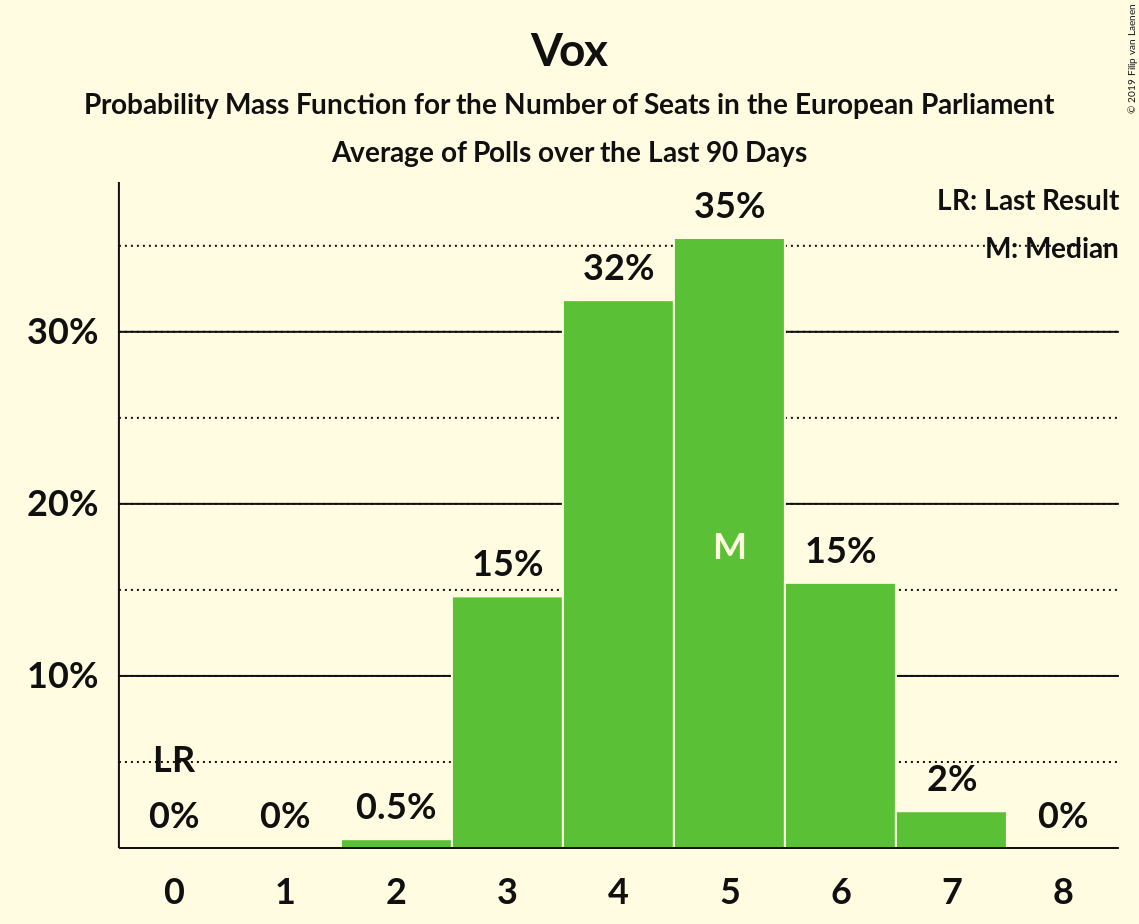 Vox
Probability Mass Function for the Number of Seats in the European Parliament
Average of Polls over the Last 90 Days
© 2019 Filip van Laenen
LR: Last Result
M: Median
35%
32%
30%
20%
15%
M
15%
10%
LR
0%
0%
0.5%
2%
0%
0 1 2 3 4 5 6 7 8